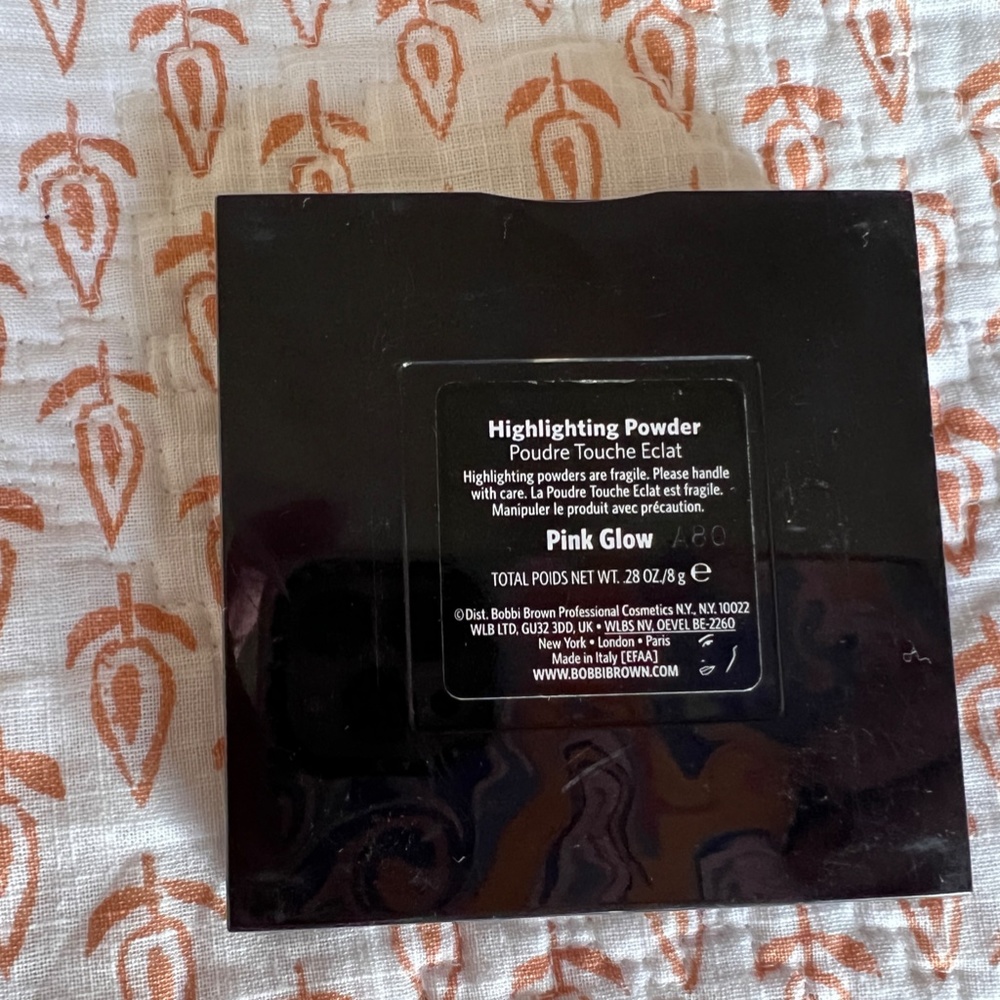 Highlighting Powder
Poudre Touche Eclat
Highlighting powders are fragile. Please handle
with care. La Poudre Touche Eclat est fragile.
Manipuler le produit avec précaution.
Pink Glow A80
TOTAL POIDS NET WT. .28 OZ./8 g ℮
©Dist. Bobbi Brown Professional Cosmetics N.Y., N.Y. 10022
WLB LTD, GU32 3DD, UK • WLBS NV, OEVEL BE-2260
New York • London • Paris
Made in Italy [EFAA]
WWW.BOBBIBROWN.COM